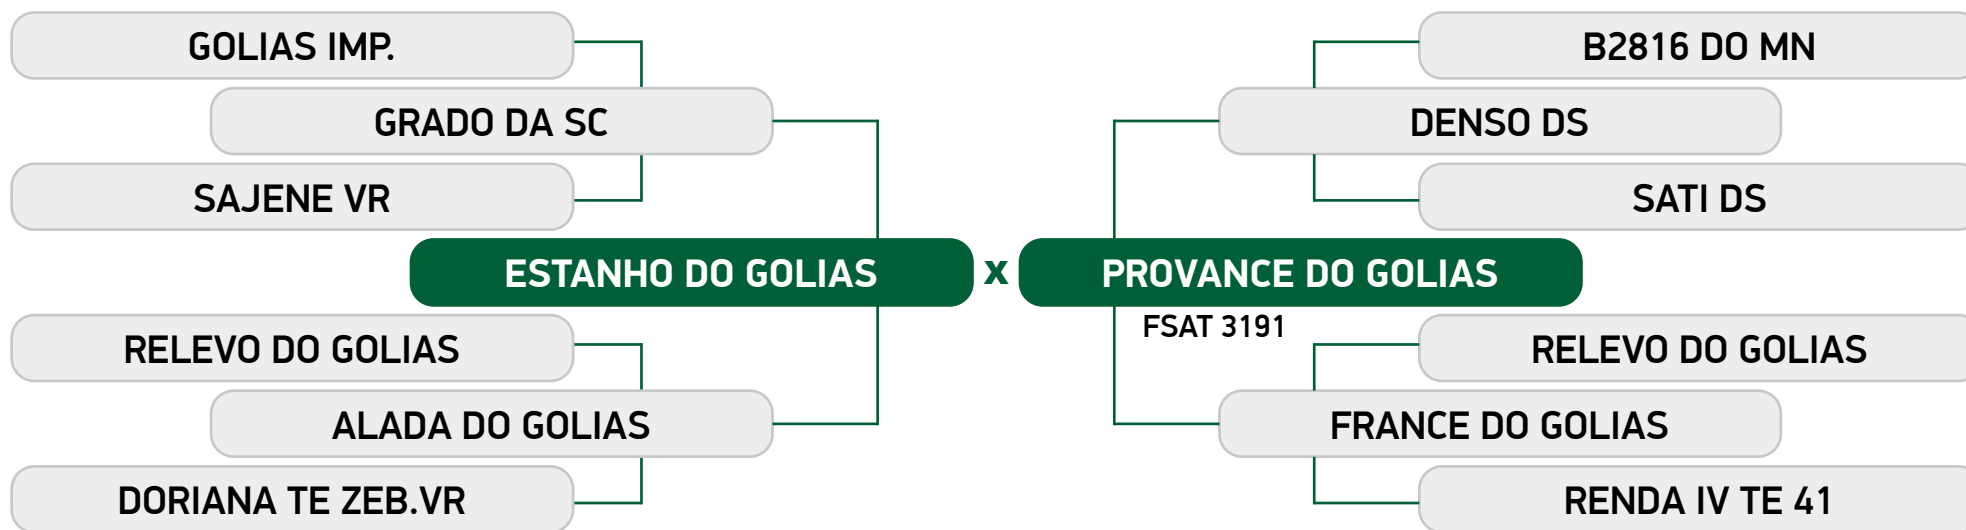 GOLIAS IMP.
GRADO DA SC
SAJENE VR
ESTANHO DO GOLIAS
RELEVO DO GOLIAS
ALADA DO GOLIAS
DORIANA TE ZEB.VR
x
B2816 DO MN
DENSO DS
SATI DS
PROVANCE DO GOLIAS
FSAT 3191
RELEVO DO GOLIAS
FRANCE DO GOLIAS
RENDA IV TE 41